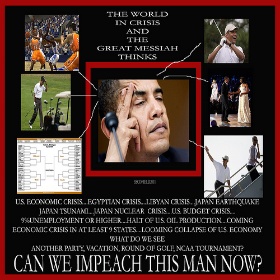 THE WORLD
IN CRISIS
AND
THE
GREAT MESSIAH
THINKS
U.S. ECONOMIC CRISIS... EGYPTIAN CRISIS... LIBYAN CRISIS... JAPAN EARTHQUAKE
JAPAN TSUNAMI... JAPAN NUCLEAR CRISIS... U.S. BUDGET CRISIS....
9% UNEMPLOYMENT OR HIGHER... HALT OF U.S. OIL PRODUCTION... COMING
ECONOMIC CRISIS IN AT LEAST 9 STATES...LOOMING COLLAPSE OF U.S. ECONOMY
WHAT DO WE SEE
ANOTHER PARTY, VACATION, ROUND OF GOLF, NCAA TOURNAMENT?
CAN WE IMPEACH THIS MAN NOW?